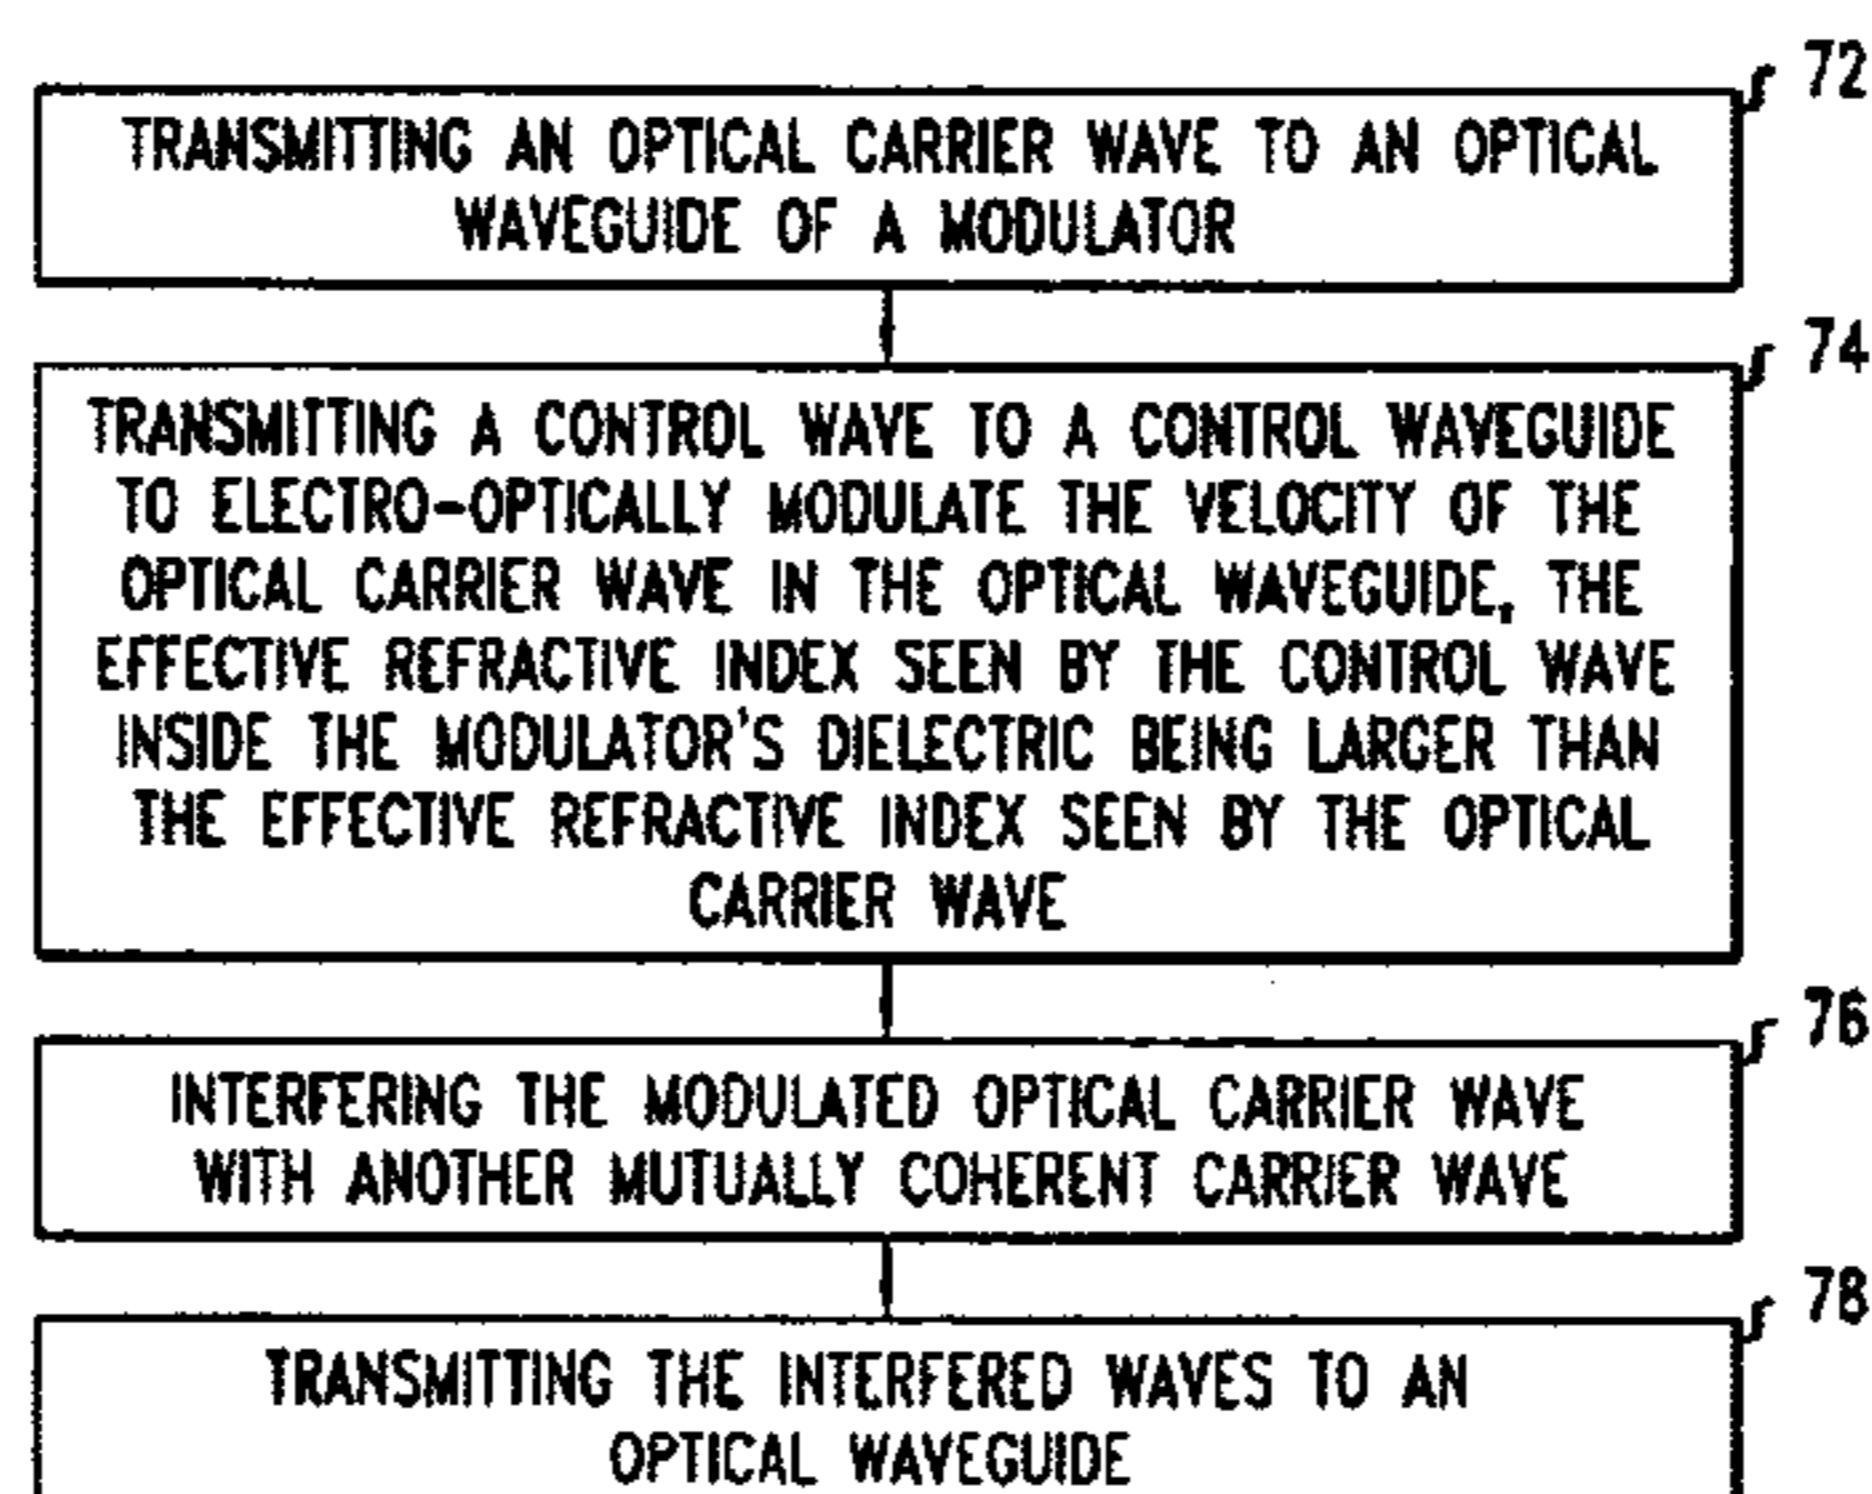 72
TRANSMITTING AN OPTICAL CARRIER WAVE TO AN OPTICAL
WAVEGUIDE OF A MODULATOR
74
TRANSMITTING A CONTROL WAVE TO A CONTROL WAVEGUIDE
TO ELECTRO-OPTICALLY MODULATE THE VELOCITY OF THE
OPTICAL CARRIER WAVE IN THE OPTICAL WAVEGUIDE, THE
EFFECTIVE REFRACTIVE INDEX SEEN BY THE CONTROL WAVE
INSIDE THE MODULATOR'S DIELECTRIC BEING LARGER THAN
THE EFFECTIVE REFRACTIVE INDEX SEEN BY THE OPTICAL
CARRIER WAVE
76
INTERFERING THE MODULATED OPTICAL CARRIER WAVE
WITH ANOTHER MUTUALLY COHERENT CARRIER WAVE
78
TRANSMITTING THE INTERFERED WAVES TO AN
OPTICAL WAVEGUIDE